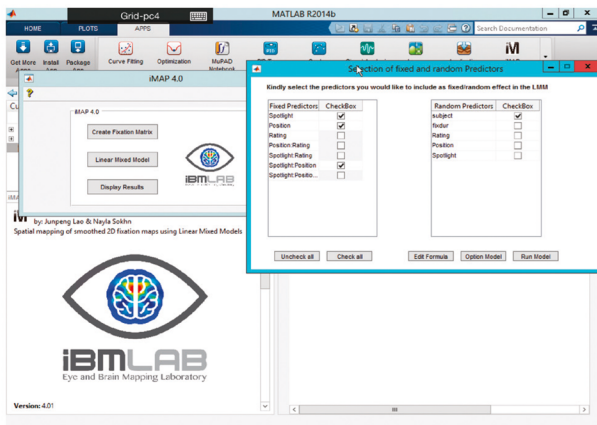 Grid-pc4
MATLAB R2014b
HOME PLOTS APPS
Search Documentation
Get More Install Package Curve Fitting Optimization MuPAD
iMAP 4.0
Selection of fixed and random Predictors
Kindly select the predictors you would like to include as fixed/random effect in the LMM
iMAP 4.0
Create Fixation Matrix
Linear Mixed Model
Display Results
iBMLAB
Fixed Predictors CheckBox
Spotlight
Position
Rating
Position:Rating
Spotlight:Rating
Spotlight:Position
Spotlight:Positio...
Random Predictors CheckBox
subject
fixdur
Rating
Position
Spotlight
Uncheck all Check all Edit Formula Option Model Run Model
by: Junpeng Lao & Nayla Sokhn
Spatial mapping of smoothed 2D fixation maps using Linear Mixed Models
iBMLAB
Eye and Brain Mapping Laboratory
Version: 4.01